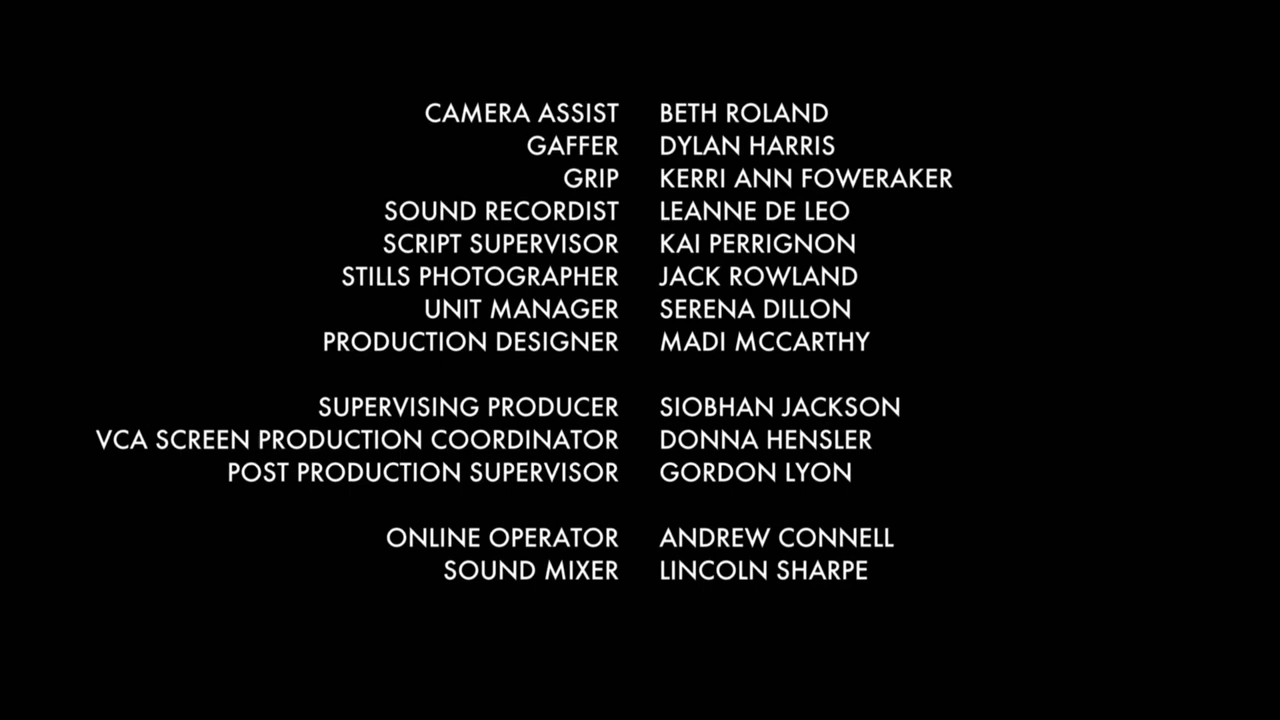 CAMERA ASSIST BETH ROLAND
GAFFER DYLAN HARRIS
GRIP KERRI ANN FOWERAKER
SOUND RECORDIST LEANNE DE LEO
SCRIPT SUPERVISOR KAI PERRIGNON
STILLS PHOTOGRAPHER JACK ROWLAND
UNIT MANAGER SERENA DILLON
PRODUCTION DESIGNER MADI MCCARTHY
SUPERVISING PRODUCER SIOBHAN JACKSON
VCA SCREEN PRODUCTION COORDINATOR DONNA HENSLER
POST PRODUCTION SUPERVISOR GORDON LYON
ONLINE OPERATOR ANDREW CONNELL
SOUND MIXER LINCOLN SHARPE